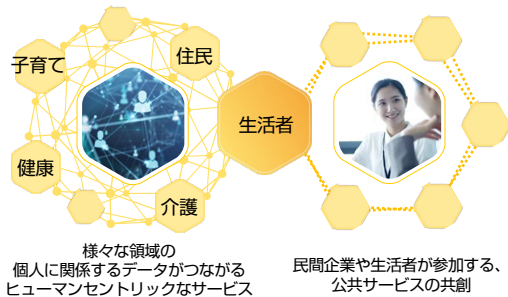 子育て
住民
生活者
健康
介護
様々な領域の
個人に関係するデータがつながる
ヒューマンセントリックなサービス
民間企業や生活者が参加する、
公共サービスの共創